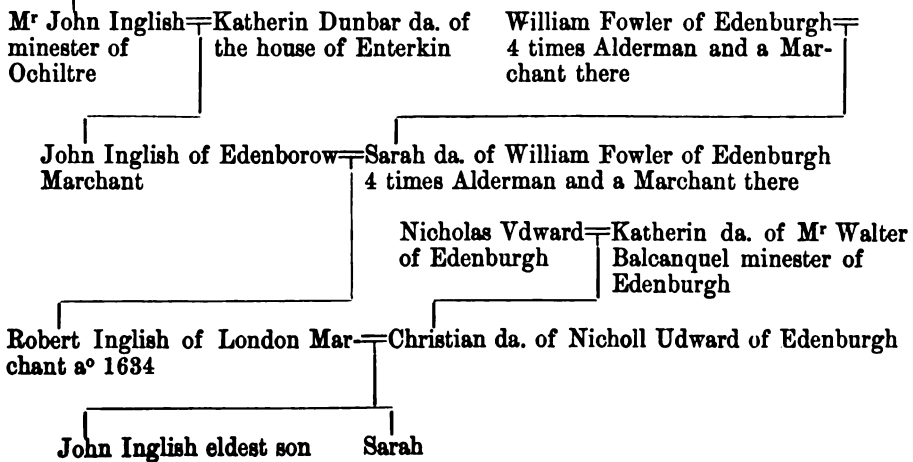 Mr John Inglish Katherin Dunbar da. of William Fowler of Edenburgh
minester of the house of Enterkin 4 times Alderman and a Mar-
Ochiltre chant there
John Inglish of Edenborow Sarah da. of William Fowler of Edenburgh
Marchant 4 times Alderman and a Marchant there
Nicholas Vdward Katherin da. of Mr Walter
of Edenburgh Balcanquel minester of
Edenburgh
Robert Inglish of London Mar- Christian da. of Nicholl Udward of Edenburgh
chant ao 1634
John Inglish eldest son Sarah